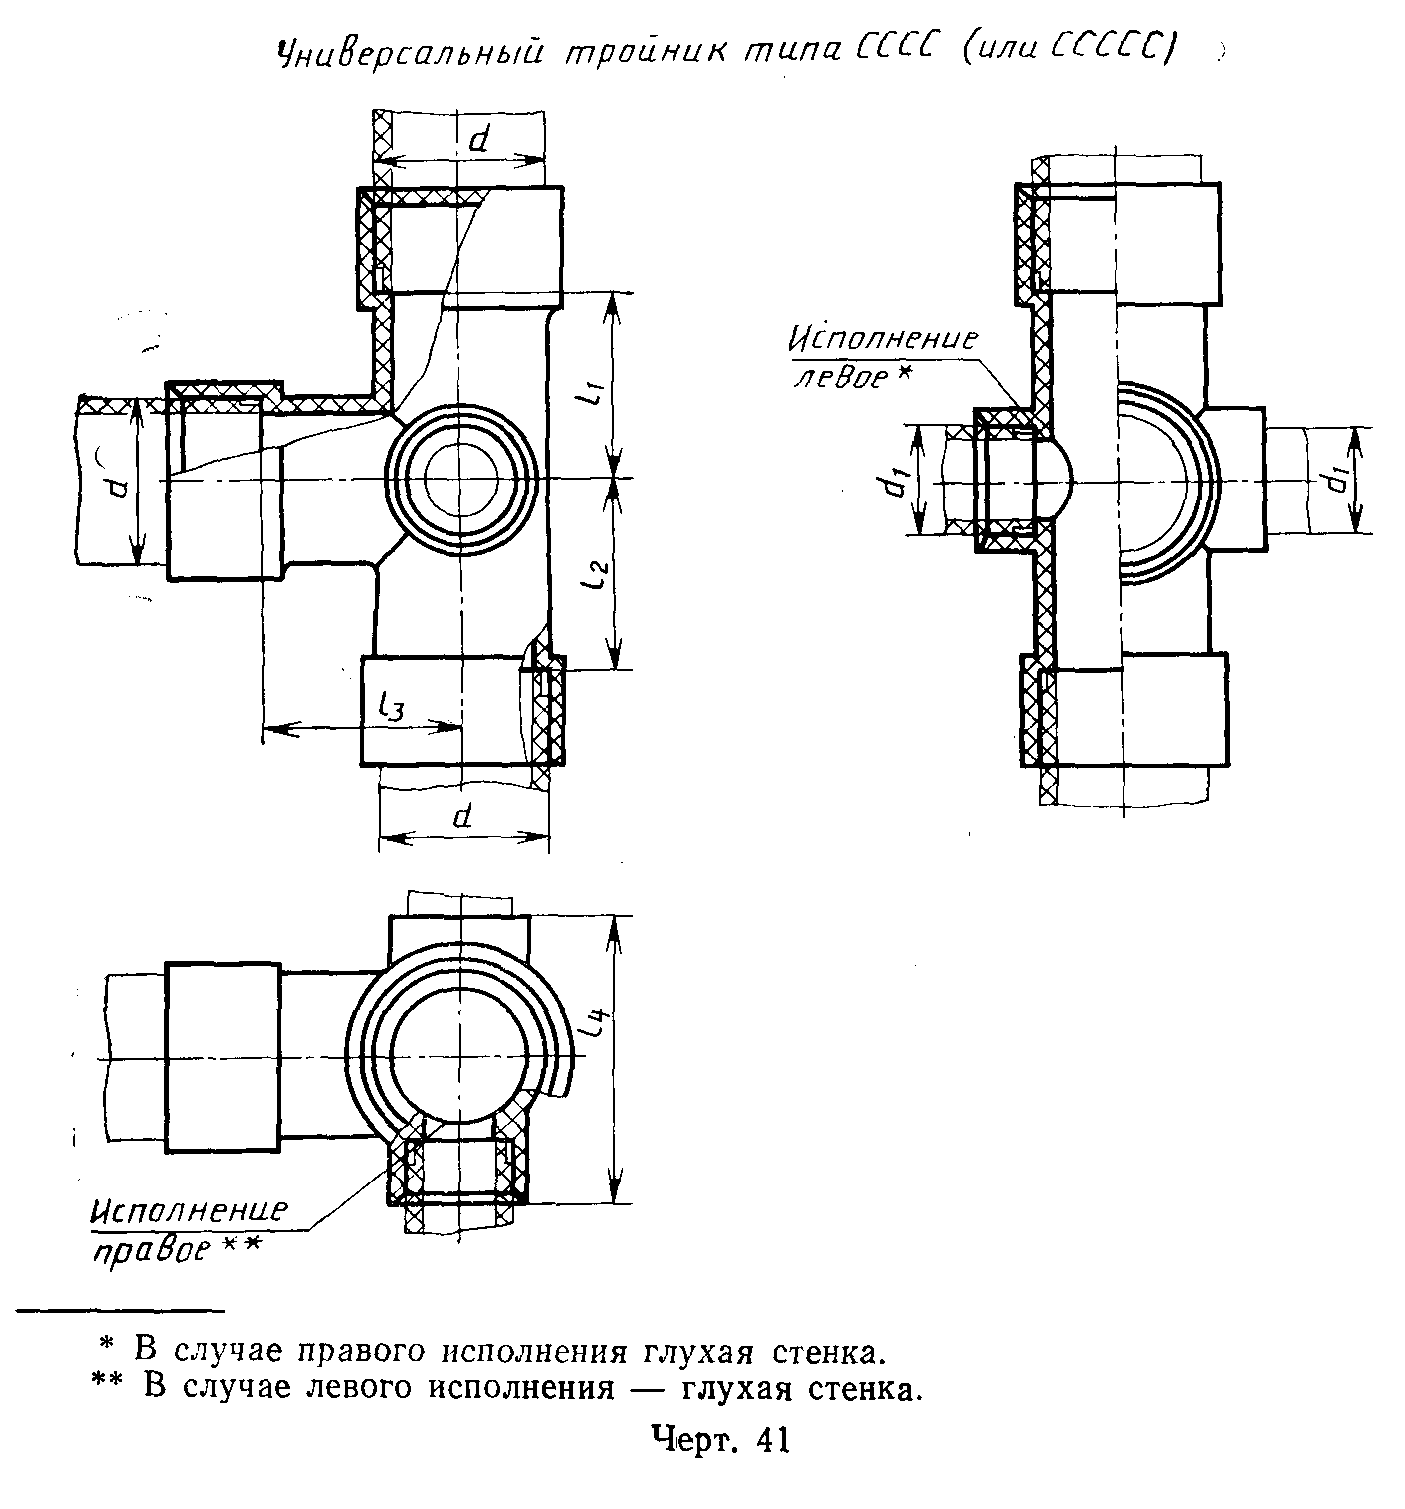 Универсальный тройник типа СССС (или ССССС)
d
d
l1
l2
l3
d
Исполнение
левое*
d1
d1
l4
Исполнение
правое**
* В случае правого исполнения глухая стенка.
** В случае левого исполнения — глухая стенка.
Черт. 41